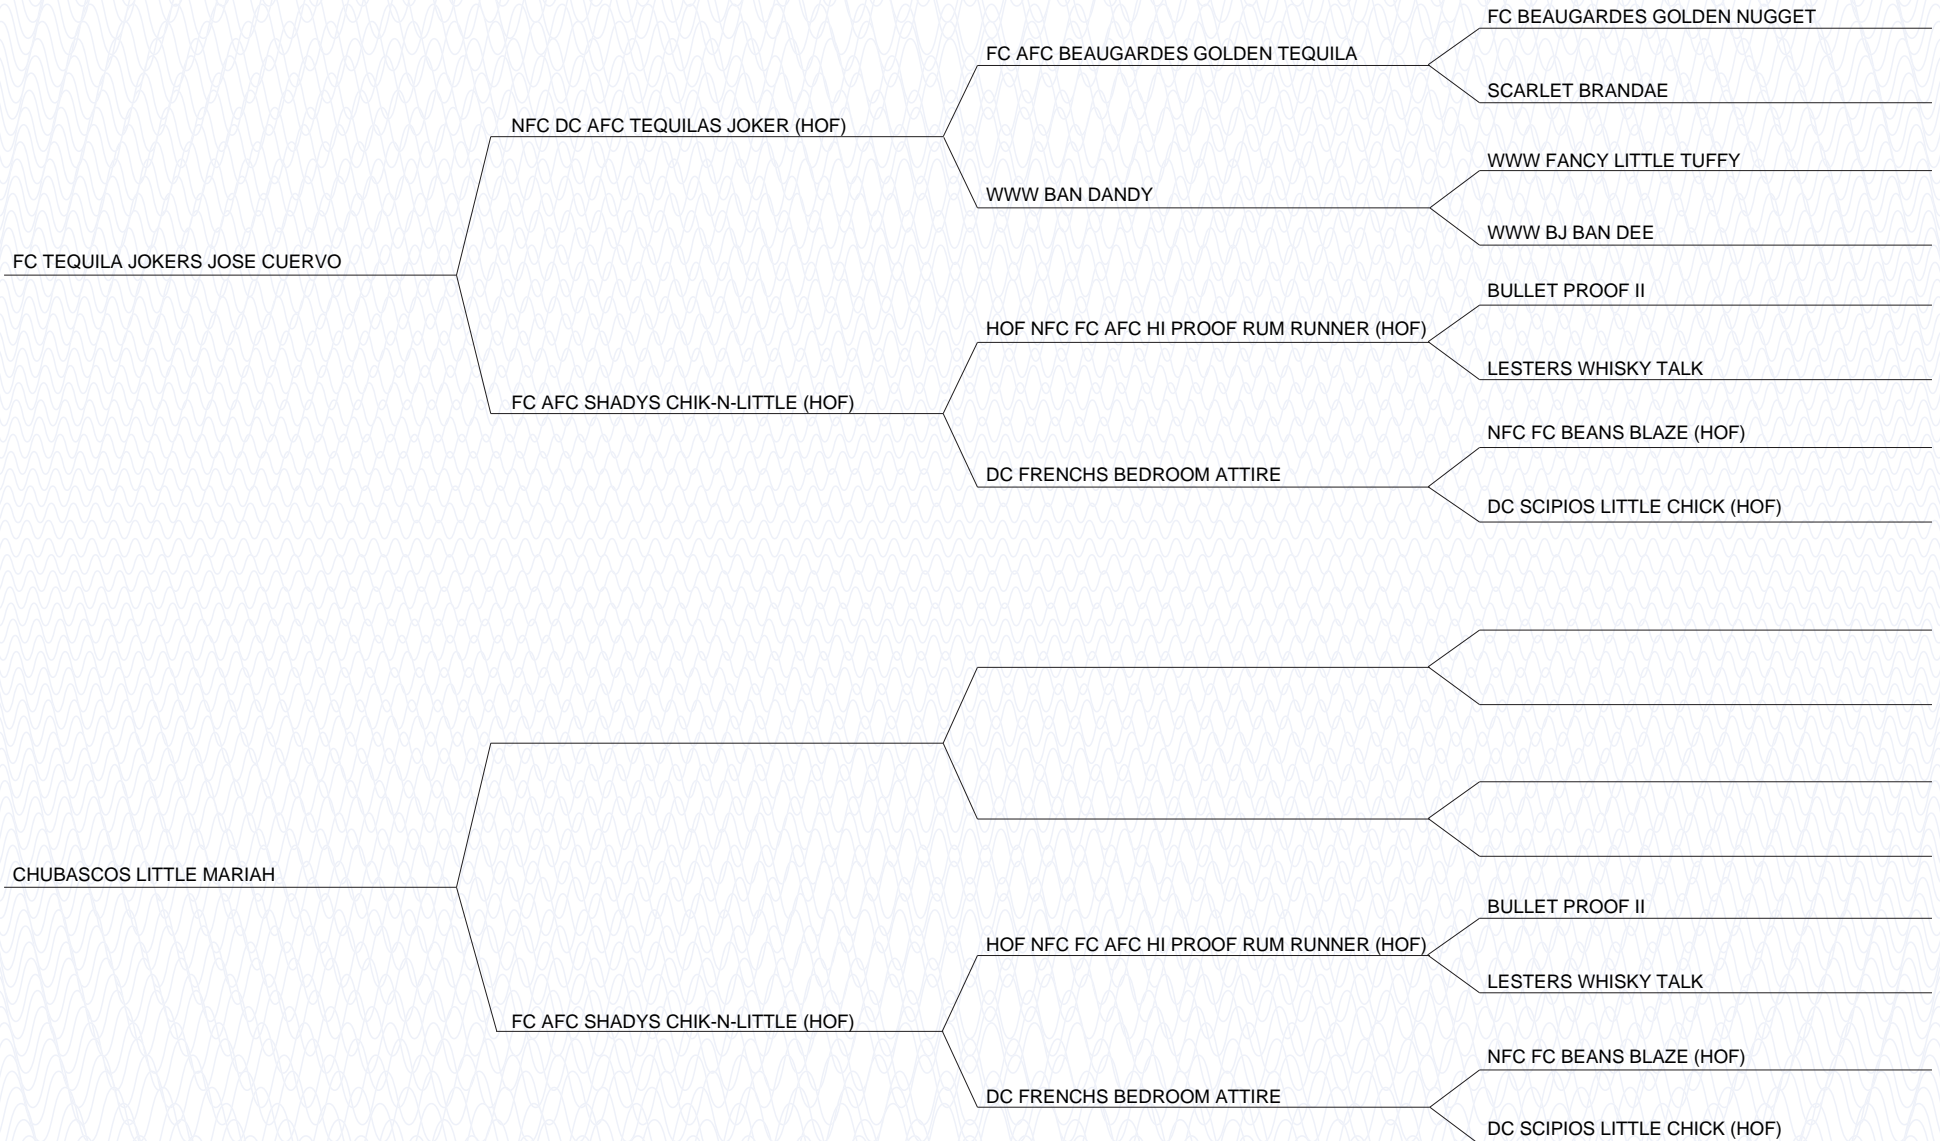 FC BEAUGARDES GOLDEN NUGGET
FC AFC BEAUGARDES GOLDEN TEQUILA
SCARLET BRANDAE
NFC DC AFC TEQUILAS JOKER (HOF)
WWW FANCY LITTLE TUFFY
WWW BAN DANDY
WWW BJ BAN DEE
FC TEQUILA JOKERS JOSE CUERVO
BULLET PROOF II
HOF NFC FC AFC HI PROOF RUM RUNNER (HOF)
LESTERS WHISKY TALK
FC AFC SHADYS CHIK-N-LITTLE (HOF)
NFC FC BEANS BLAZE (HOF)
DC FRENCHS BEDROOM ATTIRE
DC SCIPIOS LITTLE CHICK (HOF)
CHUBASCOS LITTLE MARIAH
BULLET PROOF II
HOF NFC FC AFC HI PROOF RUM RUNNER (HOF)
LESTERS WHISKY TALK
FC AFC SHADYS CHIK-N-LITTLE (HOF)
NFC FC BEANS BLAZE (HOF)
DC FRENCHS BEDROOM ATTIRE
DC SCIPIOS LITTLE CHICK (HOF)